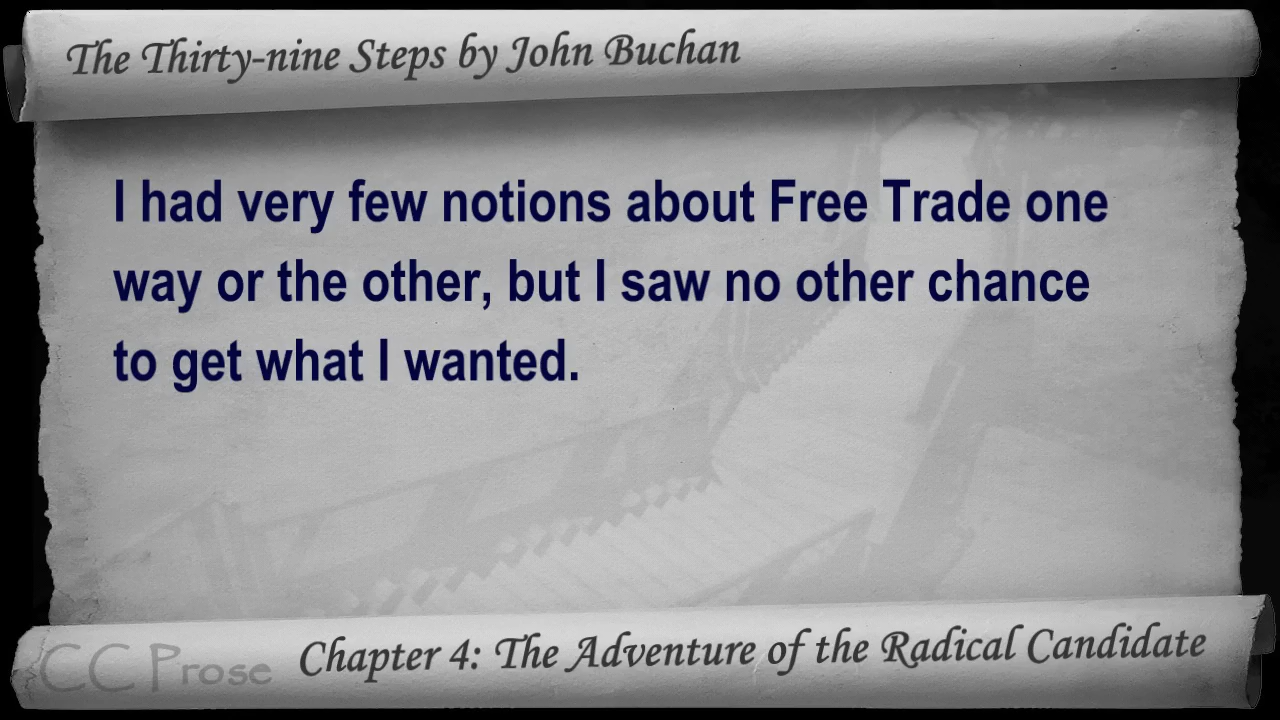 The Thirty-nine Steps by John Buchan
I had very few notions about Free Trade one
way or the other, but I saw no other chance
to get what I wanted.
CC Prose
Chapter 4: The Adventure of the Radical Candidate